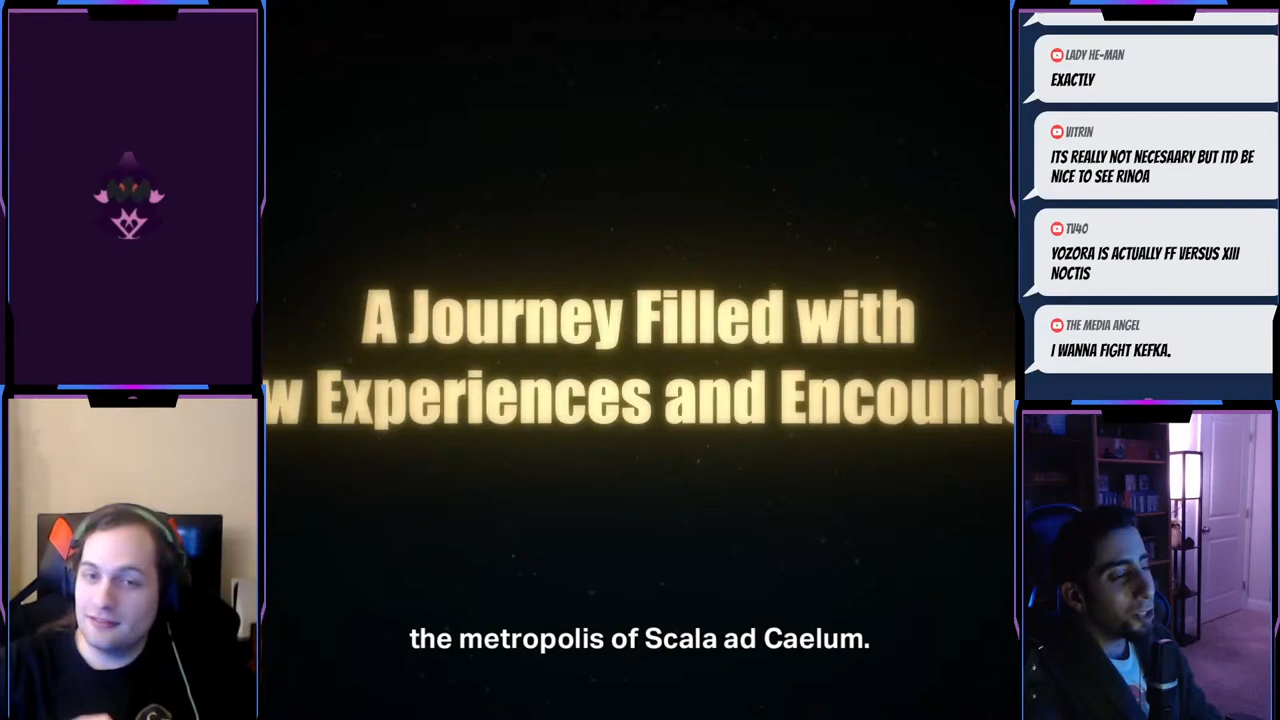 A Journey Filled with
w Experiences and Encounte
the metropolis of Scala ad Caelum.
LADY HE-MAN
EXACTLY
VITRIN
ITS REALLY NOT NECESAARY BUT ITD BE
NICE TO SEE RINOA
TV40
YOZORA IS ACTUALLY FF VERSUS XIII
NOCTIS
THE MEDIA ANGEL
I WANNA FIGHT KEFKA.